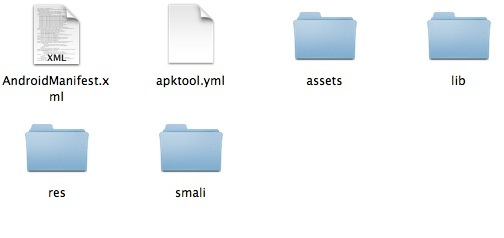 XML
AndroidManifest.x
ml
apktool.yml
assets
lib
res
smali